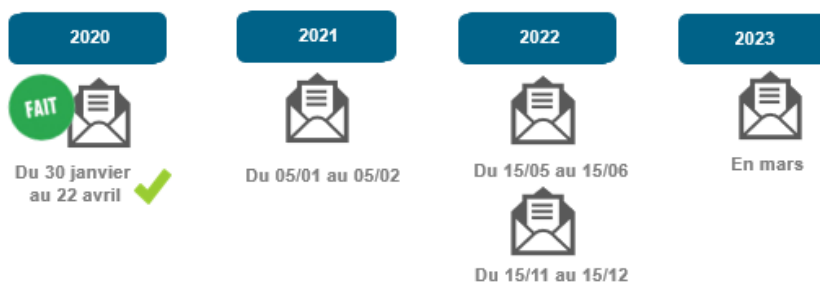 2020
2021
2022
2023
FAIT
Du 30 janvier
au 22 avril
Du 05/01 au 05/02
Du 15/05 au 15/06
En mars
Du 15/11 au 15/12